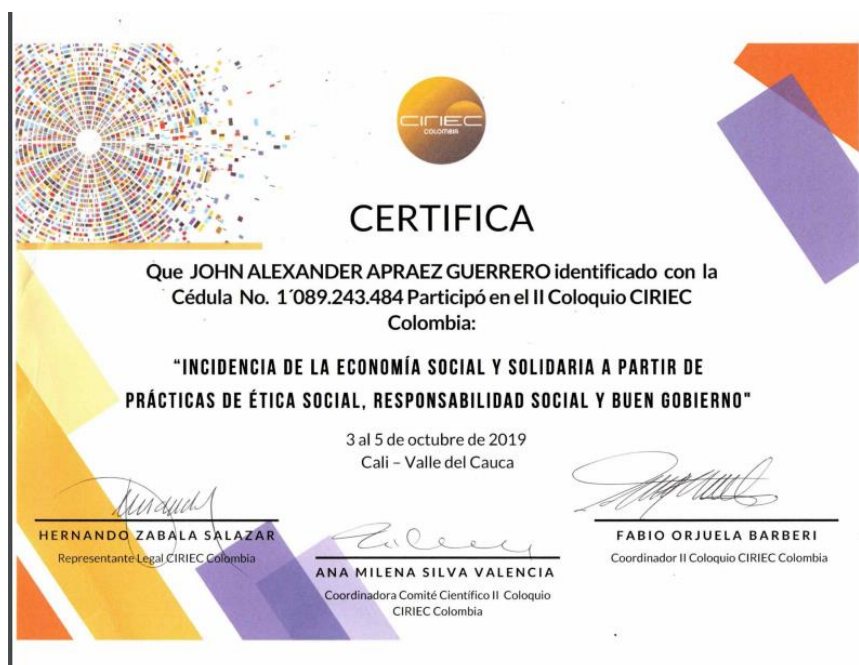 CIRIEC
COLOMBIA
CERTIFICA
Que JOHN ALEXANDER APRAEZ GUERRERO identificado con la
Cédula No. 1´089.243.484 Participó en el II Coloquio CIRIEC
Colombia:
“INCIDENCIA DE LA ECONOMÍA SOCIAL Y SOLIDARIA A PARTIR DE
PRÁCTICAS DE ÉTICA SOCIAL, RESPONSABILIDAD SOCIAL Y BUEN GOBIERNO"
3 al 5 de octubre de 2019
Cali – Valle del Cauca
HERNANDO ZABALA SALAZAR
Representante Legal CIRIEC Colombia
ANA MILENA SILVA VALENCIA
Coordinadora Comité Científico II Coloquio
CIRIEC Colombia
FABIO ORJUELA BARBERI
Coordinador II Coloquio CIRIEC Colombia